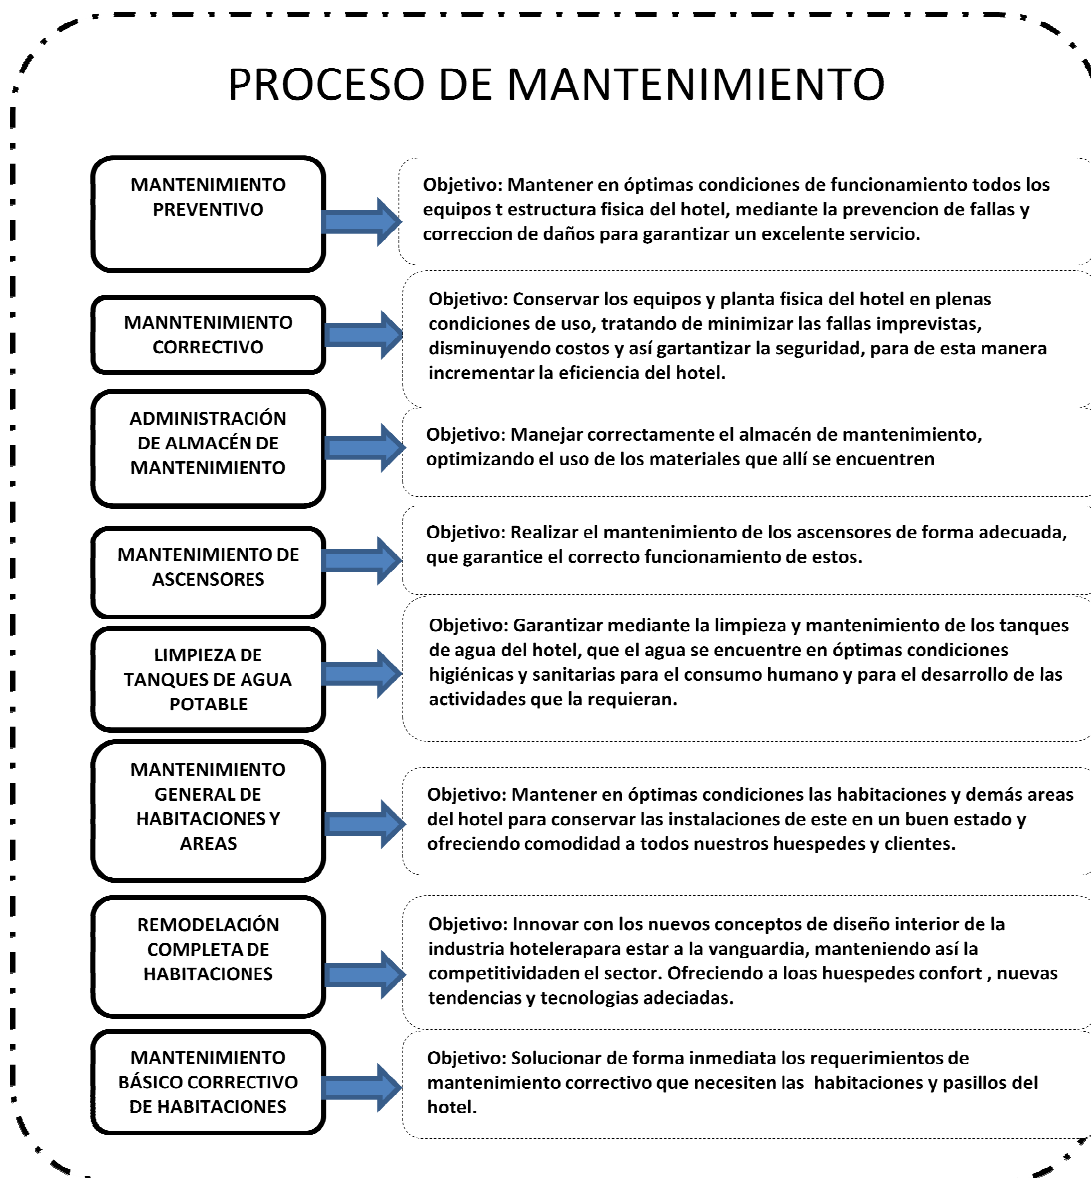 PROCESO DE MANTENIMIENTO
MANTENIMIENTO
PREVENTIVO
Objetivo: Mantener en óptimas condiciones de funcionamiento todos los
equipos t estructura fisica del hotel, mediante la prevencion de fallas y
correccion de daños para garantizar un excelente servicio.
MANNTENIMIENTO
CORRECTIVO
Objetivo: Conservar los equipos y planta fisica del hotel en plenas
condiciones de uso, tratando de minimizar las fallas imprevistas,
disminuyendo costos y así gartantizar la seguridad, para de esta manera
incrementar la eficiencia del hotel.
ADMINISTRACIÓN
DE ALMACÉN DE
MANTENIMIENTO
Objetivo: Manejar correctamente el almacén de mantenimiento,
optimizando el uso de los materiales que allí se encuentren
MANTENIMIENTO DE
ASCENSORES
Objetivo: Realizar el mantenimiento de los ascensores de forma adecuada,
que garantice el correcto funcionamiento de estos.
LIMPIEZA DE
TANQUES DE AGUA
POTABLE
Objetivo: Garantizar mediante la limpieza y mantenimiento de los tanques
de agua del hotel, que el agua se encuentre en óptimas condiciones
higiénicas y sanitarias para el consumo humano y para el desarrollo de las
actividades que la requieran.
MANTENIMIENTO
GENERAL DE
HABITACIONES Y
AREAS
Objetivo: Mantener en óptimas condiciones las habitaciones y demás areas
del hotel para conservar las instalaciones de este en un buen estado y
ofreciendo comodidad a todos nuestros huespedes y clientes.
REMODELACIÓN
COMPLETA DE
HABITACIONES
Objetivo: Innovar con los nuevos conceptos de diseño interior de la
industria hotelerapara estar a la vanguardia, manteniendo así la
competitividaden el sector. Ofreciendo a loas huespedes confort , nuevas
tendencias y tecnologias adeciadas.
MANTENIMIENTO
BÁSICO CORRECTIVO
DE HABITACIONES
Objetivo: Solucionar de forma inmediata los requerimientos de
mantenimiento correctivo que necesiten las  habitaciones y pasillos del
hotel.